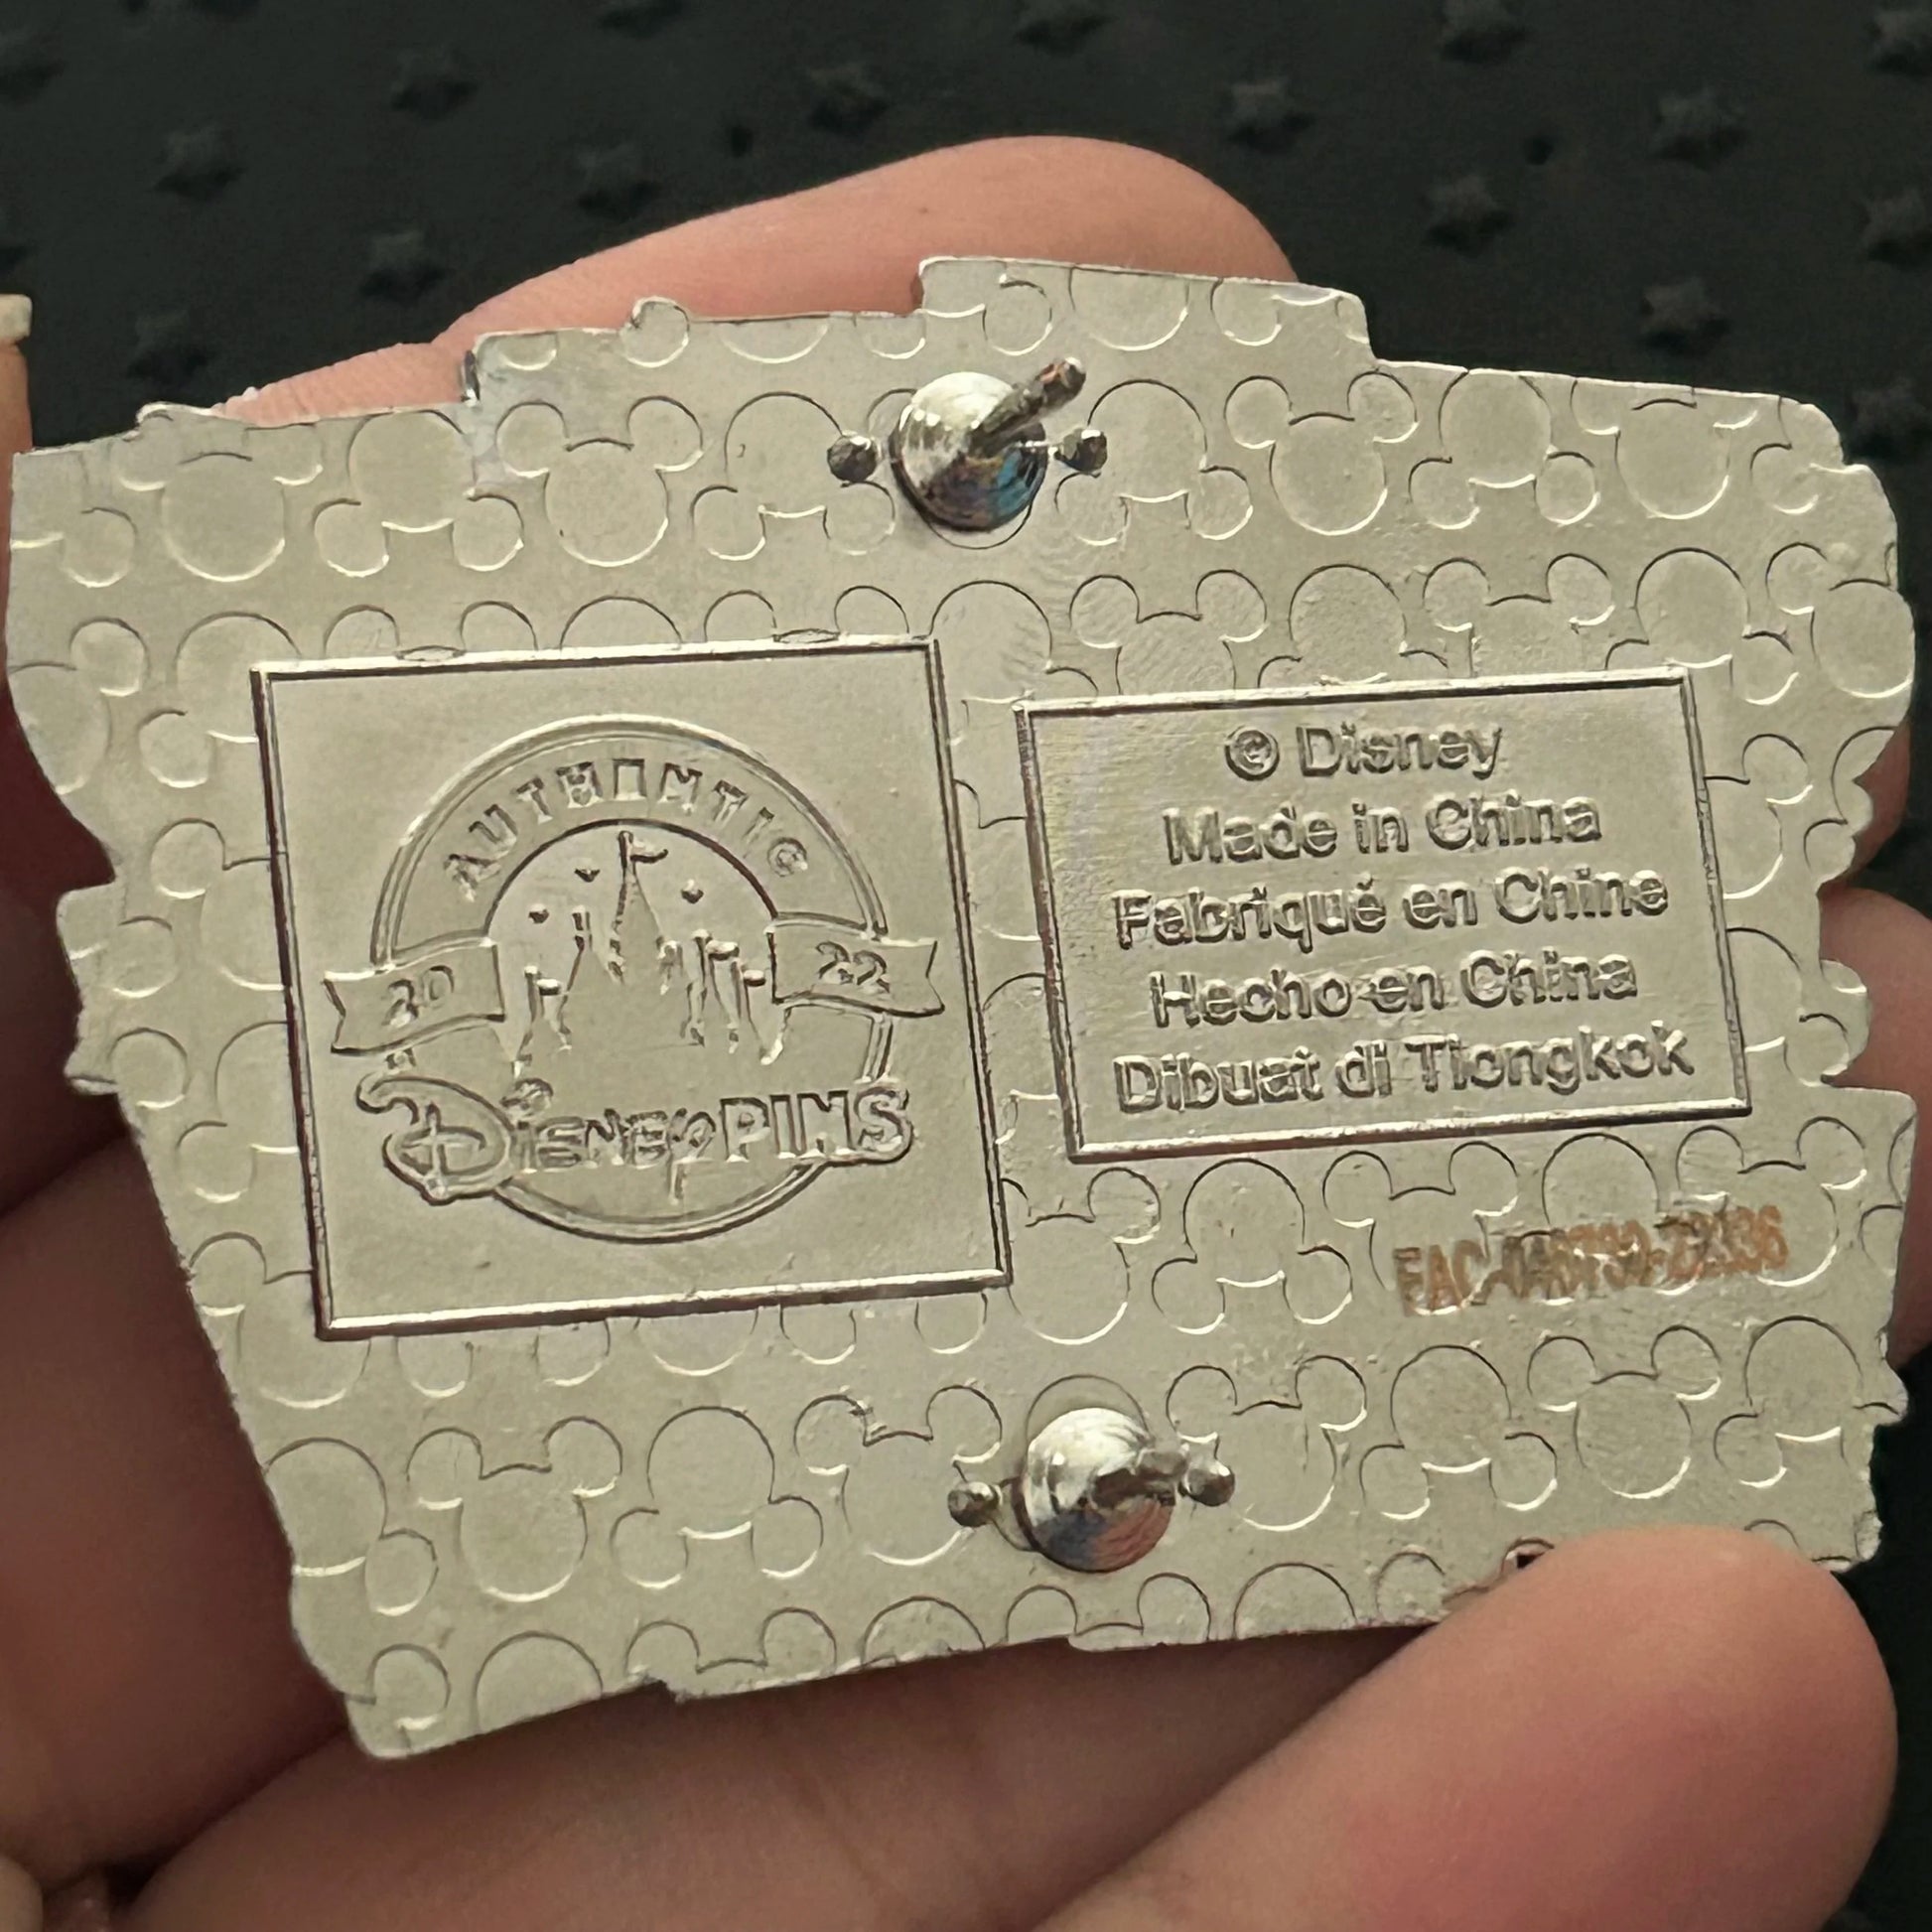 AUTHENTIC
20 22
Disney PINS
© Disney
Made in China
Fabriqué en Chine
Hecho en China
Dibuat di Tiongkok